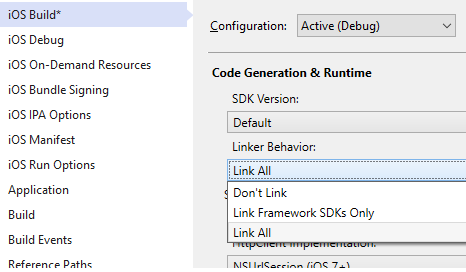 iOS Build*
iOS Debug
iOS On-Demand Resources
iOS Bundle Signing
iOS IPA Options
iOS Manifest
iOS Run Options
Application
Build
Build Events
Reference Paths
Configuration: Active (Debug)
Code Generation & Runtime
SDK Version:
Default
Linker Behavior:
Link All
Don't Link
Link Framework SDKs Only
Link All
HttpClient Implementation:
NSUrlSession (iOS 7+)